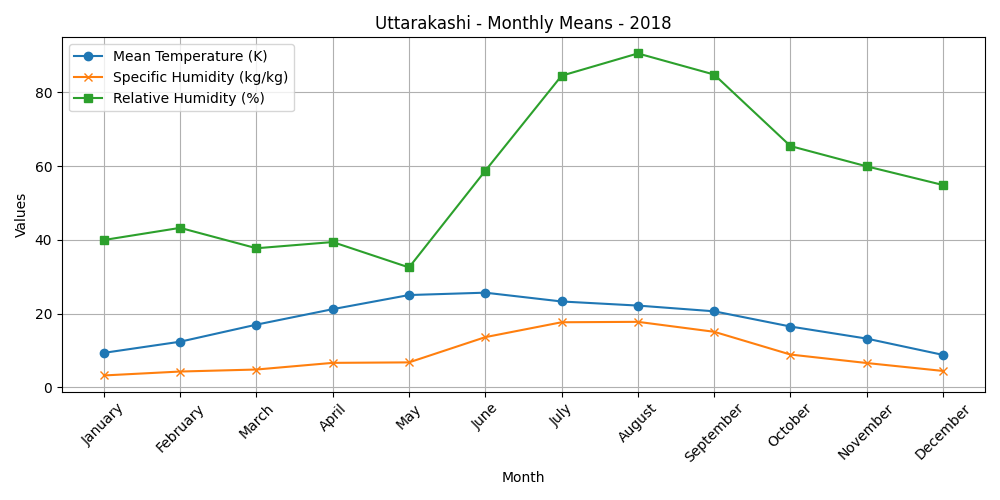 Uttarakashi - Monthly Means - 2018
Mean Temperature (K)
Specific Humidity (kg/kg)
Relative Humidity (%)
Values
80
60
40
20
0
January
February
March
April
May
June
July
August
September
October
November
December
Month